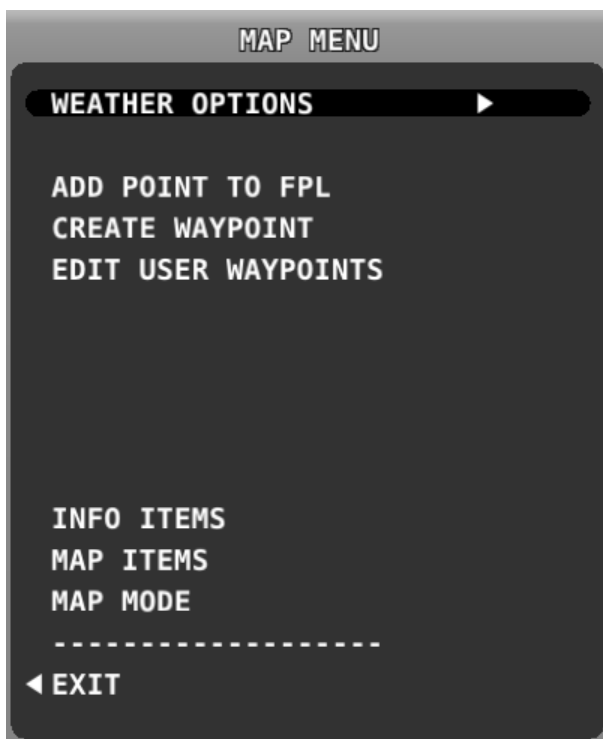 MAP MENU
WEATHER OPTIONS
ADD POINT TO FPL
CREATE WAYPOINT
EDIT USER WAYPOINTS
INFO ITEMS
MAP ITEMS
MAP MODE
-------------------
EXIT